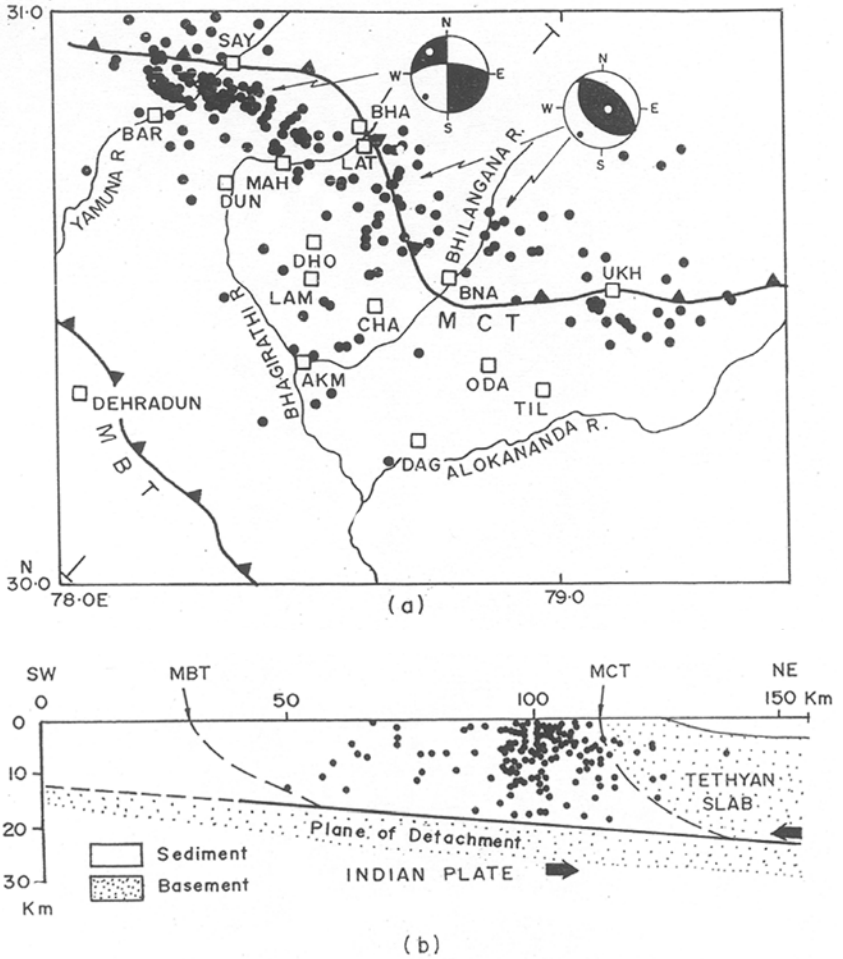 31.0
SAY
N
W
E
S
N
W
E
S
BHA
LAT
BAR
MAH
DUN
YAMUNA R.
BHILANGANA R.
DHO
LAM
UKH
BNA
CHA
M C T
BHAGIRATHI R.
AKM
ODA
TIL
DEHRADUN
DAG
ALOKANANDA R.
M B T
N
30.0
78.0E
79.0
(a)
SW
MBT
MCT
NE
0
50
100
150 Km
0
10
20
30
Km
TETHYAN
SLAB
Plane of Detachment
Sediment
Basement
INDIAN PLATE
(b)